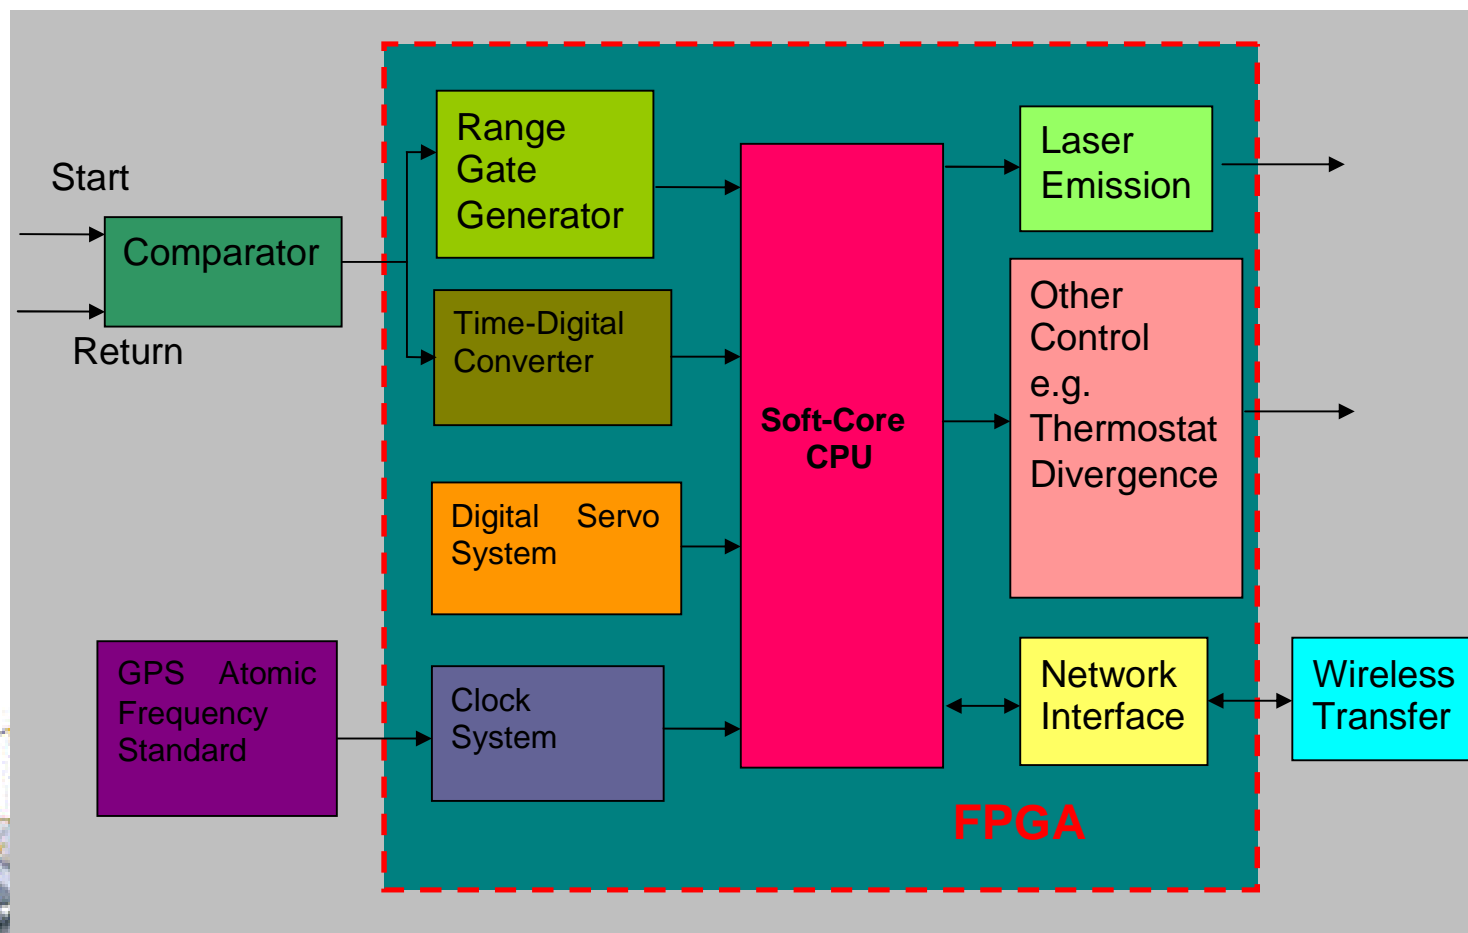 Start
Comparator
Return
Range
Gate
Generator
Time-Digital
Converter
Digital Servo
System
GPS Atomic
Frequency
Standard
Clock
System
Soft-Core
CPU
Laser
Emission
Other
Control
e.g.
Thermostat
Divergence
Network
Interface
Wireless
Transfer
FPGA